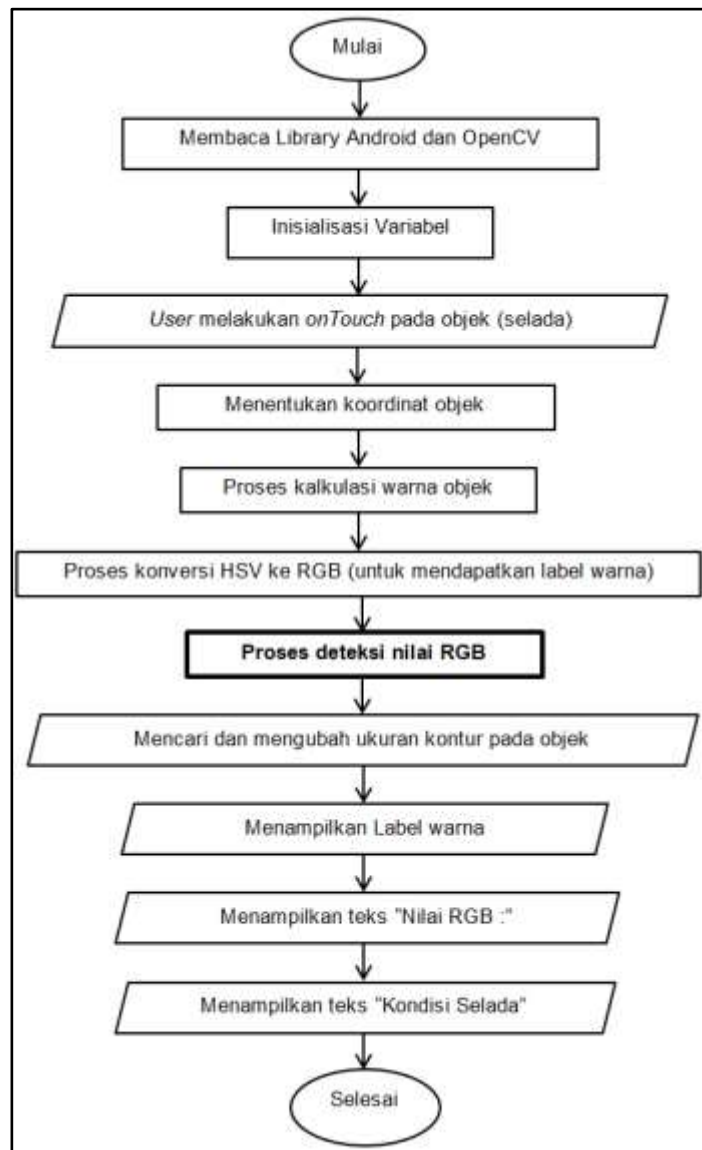 Mulai
Membaca Library Android dan OpenCV
Inisialisasi Variabel
User melakukan onTouch pada objek (selada)
Menentukan koordinat objek
Proses kalkulasi warna objek
Proses konversi HSV ke RGB (untuk mendapatkan label warna)
Proses deteksi nilai RGB
Mencari dan mengubah ukuran kontur pada objek
Menampilkan Label warna
Menampilkan teks "Nilai RGB :"
Menampilkan teks "Kondisi Selada"
Selesai